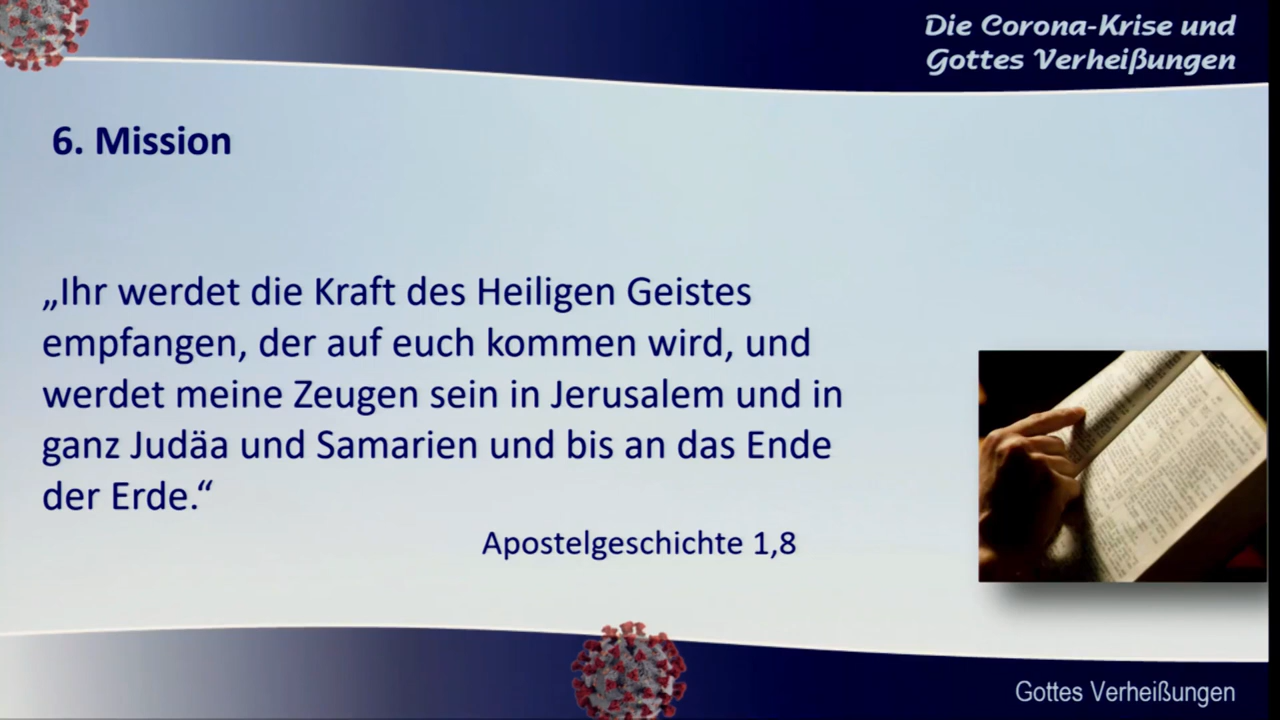 Die Corona-Krise und
Gottes Verheißungen
6. Mission
„Ihr werdet die Kraft des Heiligen Geistes
empfangen, der auf euch kommen wird, und
werdet meine Zeugen sein in Jerusalem und in
ganz Judäa und Samarien und bis an das Ende
der Erde.“
Apostelgeschichte 1,8
Gottes Verheißungen